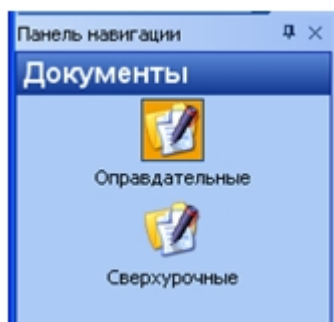 Панель навигации
Документы
Оправдательные
Сверхурочные